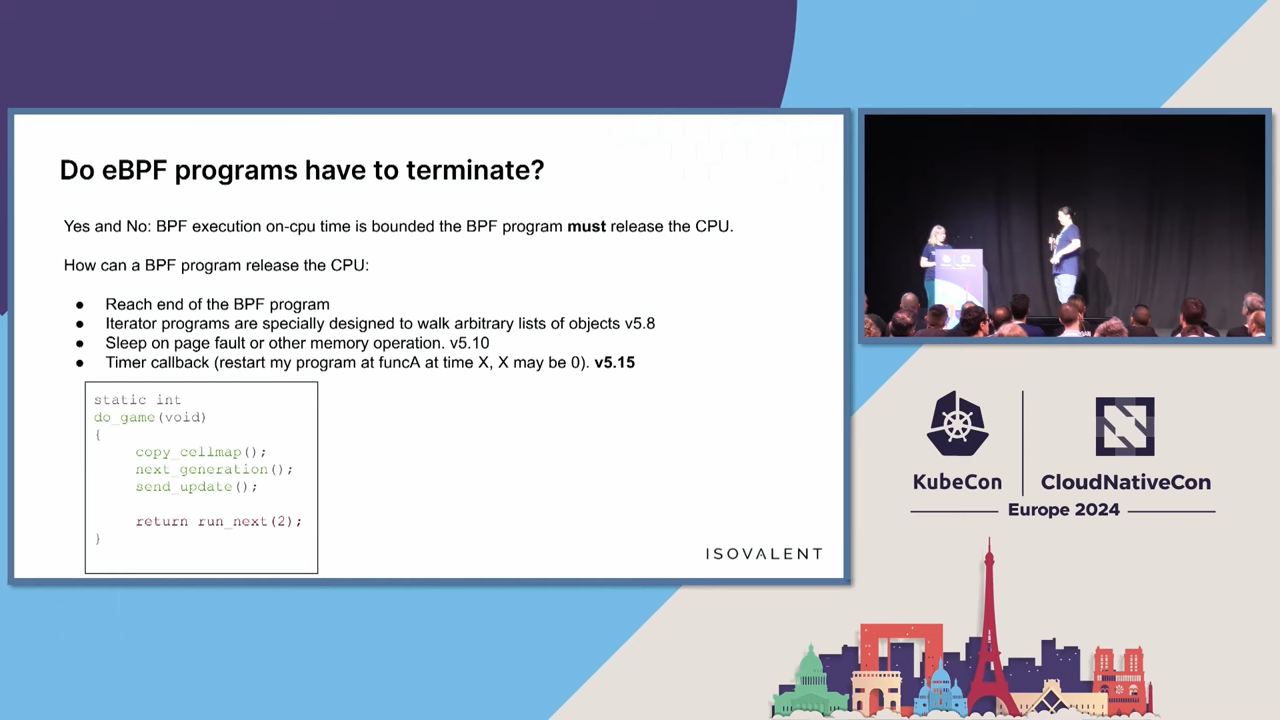 Do eBPF programs have to terminate?
Yes and No: BPF execution on-cpu time is bounded the BPF program must release the CPU.
How can a BPF program release the CPU:
● Reach end of the BPF program
● Iterator programs are specially designed to walk arbitrary lists of objects v5.8
● Sleep on page fault or other memory operation. v5.10
● Timer callback (restart my program at funcA at time X, X may be 0). v5.15
static int
do_game(void)
{
copy_cellmap();
next_generation();
send_update();
return run_next(2);
}
ISOVALENT
KubeCon
CloudNativeCon
Europe 2024